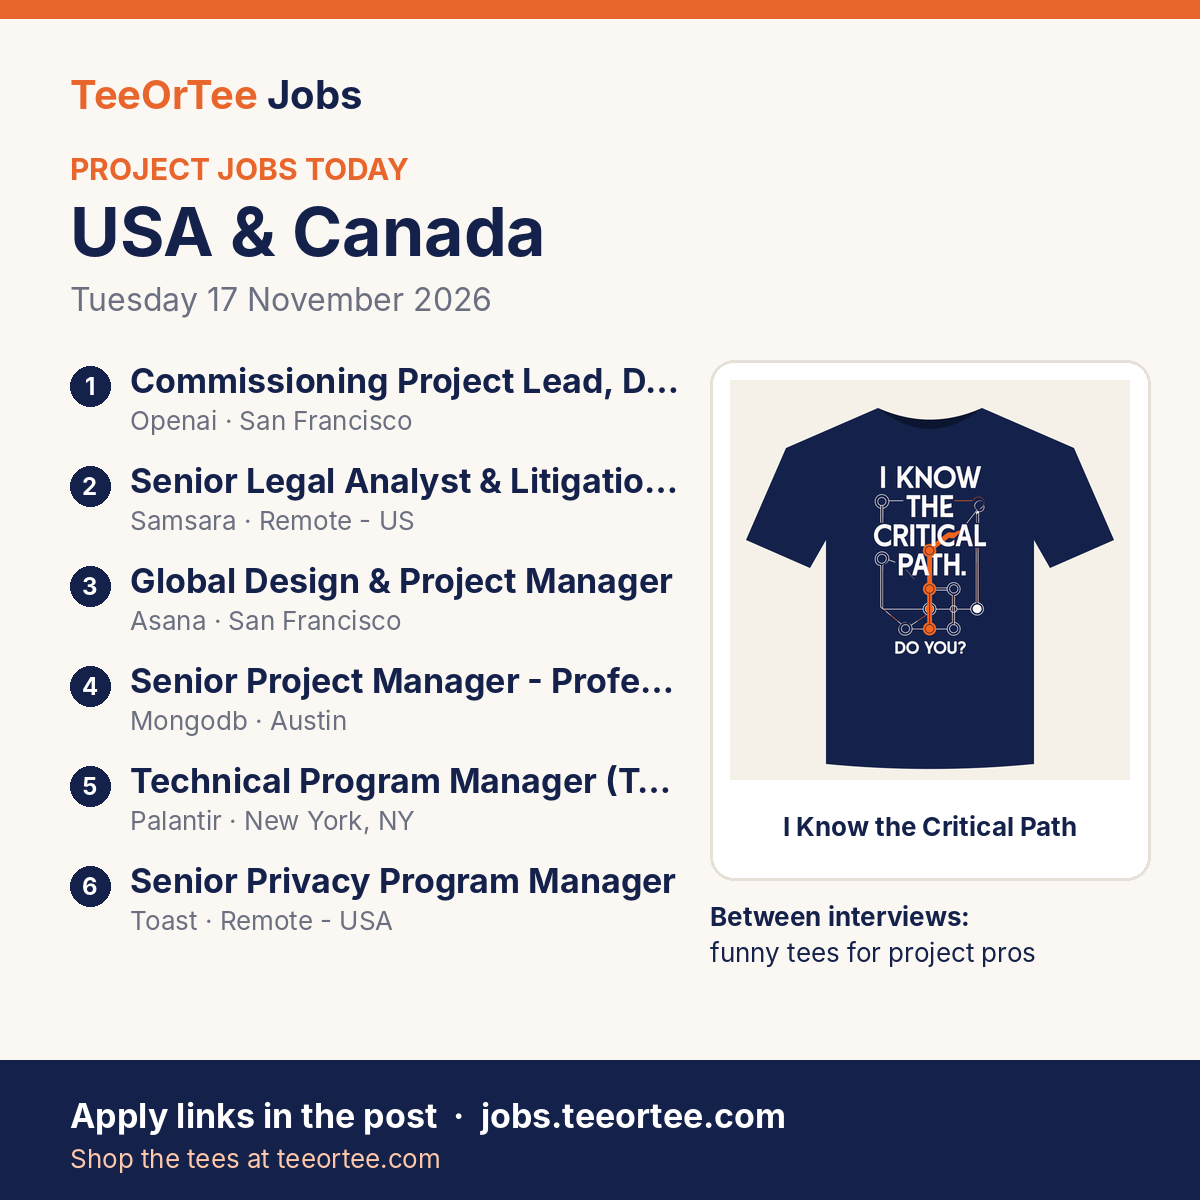 TeeOrTee Jobs
PROJECT JOBS TODAY
USA & Canada
Tuesday 17 November 2026
1 Commissioning Project Lead, D...
Openai · San Francisco
2 Senior Legal Analyst & Litigatio...
Samsara · Remote - US
3 Global Design & Project Manager
Asana · San Francisco
4 Senior Project Manager - Profe...
Mongodb · Austin
5 Technical Program Manager (T...
Palantir · New York, NY
6 Senior Privacy Program Manager
Toast · Remote - USA
I KNOW
THE
CRITICAL
PATH.
DO YOU?
I Know the Critical Path
Between interviews:
funny tees for project pros
Apply links in the post · jobs.teeortee.com
Shop the tees at teeortee.com